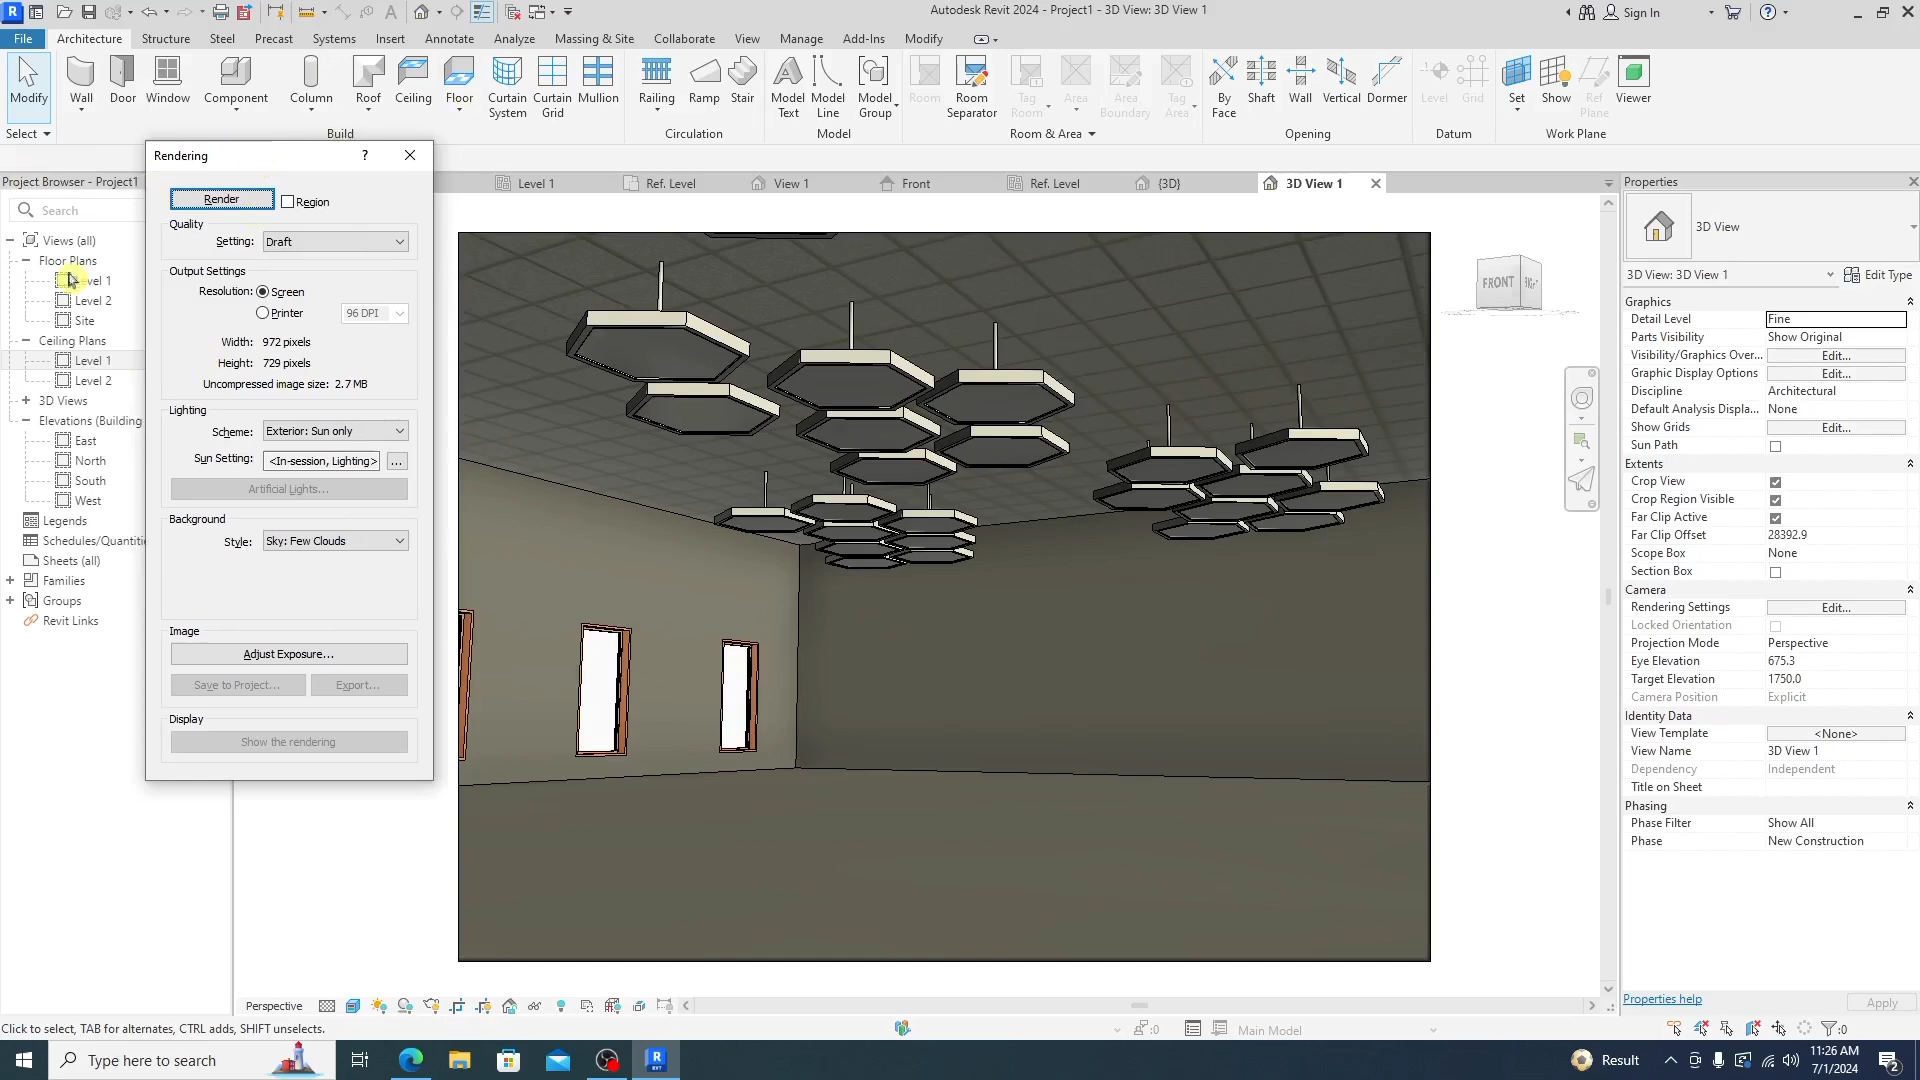 Autodesk Revit 2024 - Project1 - 3D View: 3D View 1
Sign In
File Architecture Structure Steel Precast Systems Insert Annotate Analyze Massing & Site Collaborate View Manage Add-Ins Modify
Modify Wall Door Window Component Column Roof Ceiling Floor Curtain System Curtain Grid Mullion Railing Ramp Stair Model Text Model Line Model Group Room Room Separator Tag Room Area Area Boundary Tag Area By Face Shaft Wall Vertical Dormer Level Grid Set Show Ref Plane Viewer
Select Build Circulation Model Room & Area Opening Datum Work Plane
Project Browser - Project1
Search
Views (all)
Floor Plans
Level 1
Level 2
Site
Ceiling Plans
Level 1
Level 2
3D Views
Elevations (Building
East
North
South
West
Legends
Schedules/Quantiti
Sheets (all)
Families
Groups
Revit Links
Rendering
?
Render
Region
Quality
Setting: Draft
Output Settings
Resolution: Screen
Printer 96 DPI
Width: 972 pixels
Height: 729 pixels
Uncompressed image size: 2.7 MB
Lighting
Scheme: Exterior: Sun only
Sun Setting: <In-session, Lighting> ...
Artificial Lights...
Background
Style: Sky: Few Clouds
Image
Adjust Exposure...
Save to Project... Export...
Display
Show the rendering
Level 1 Ref. Level View 1 Front Ref. Level {3D} 3D View 1
FRONT
Properties
3D View
3D View: 3D View 1 Edit Type
Graphics
Detail Level Fine
Parts Visibility Show Original
Visibility/Graphics Over... Edit...
Graphic Display Options Edit...
Discipline Architectural
Default Analysis Displa... None
Show Grids Edit...
Sun Path
Extents
Crop View
Crop Region Visible
Far Clip Active
Far Clip Offset 28392.9
Scope Box None
Section Box
Camera
Rendering Settings Edit...
Locked Orientation
Projection Mode Perspective
Eye Elevation 675.3
Target Elevation 1750.0
Camera Position Explicit
Identity Data
View Template <None>
View Name 3D View 1
Dependency Independent
Title on Sheet
Phasing
Phase Filter Show All
Phase New Construction
Properties help Apply
Perspective
Click to select, TAB for alternates, CTRL adds, SHIFT unselects.
:0 Main Model :0
Type here to search
Result
11:26 AM
7/1/2024
2